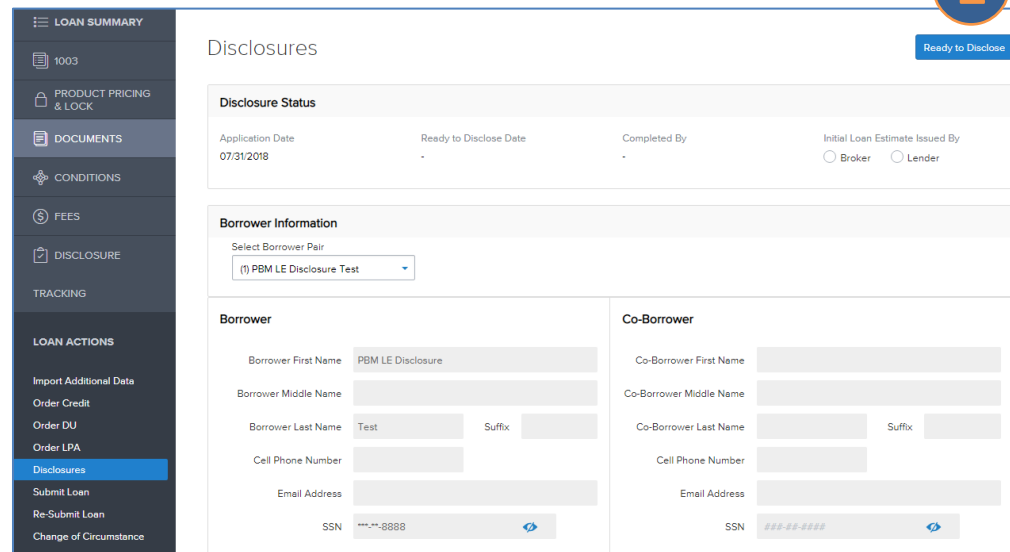 LOAN SUMMARY
1003
PRODUCT PRICING
& LOCK
DOCUMENTS
CONDITIONS
FEES
DISCLOSURE
TRACKING
LOAN ACTIONS
Import Additional Data
Order Credit
Order DU
Order LPA
Disclosures
Submit Loan
Re-Submit Loan
Change of Circumstance
Disclosures
Ready to Disclose
Disclosure Status
Application Date Ready to Disclose Date Completed By Initial Loan Estimate Issued By
07/31/2018 - - Broker Lender
Borrower Information
Select Borrower Pair
(1) PBM LE Disclosure Test
Borrower
Borrower First Name PBM LE Disclosure
Borrower Middle Name
Borrower Last Name Test Suffix
Cell Phone Number
Email Address
SSN ***-**-8888
Co-Borrower
Co-Borrower First Name
Co-Borrower Middle Name
Co-Borrower Last Name Suffix
Cell Phone Number
Email Address
SSN ###-##-####